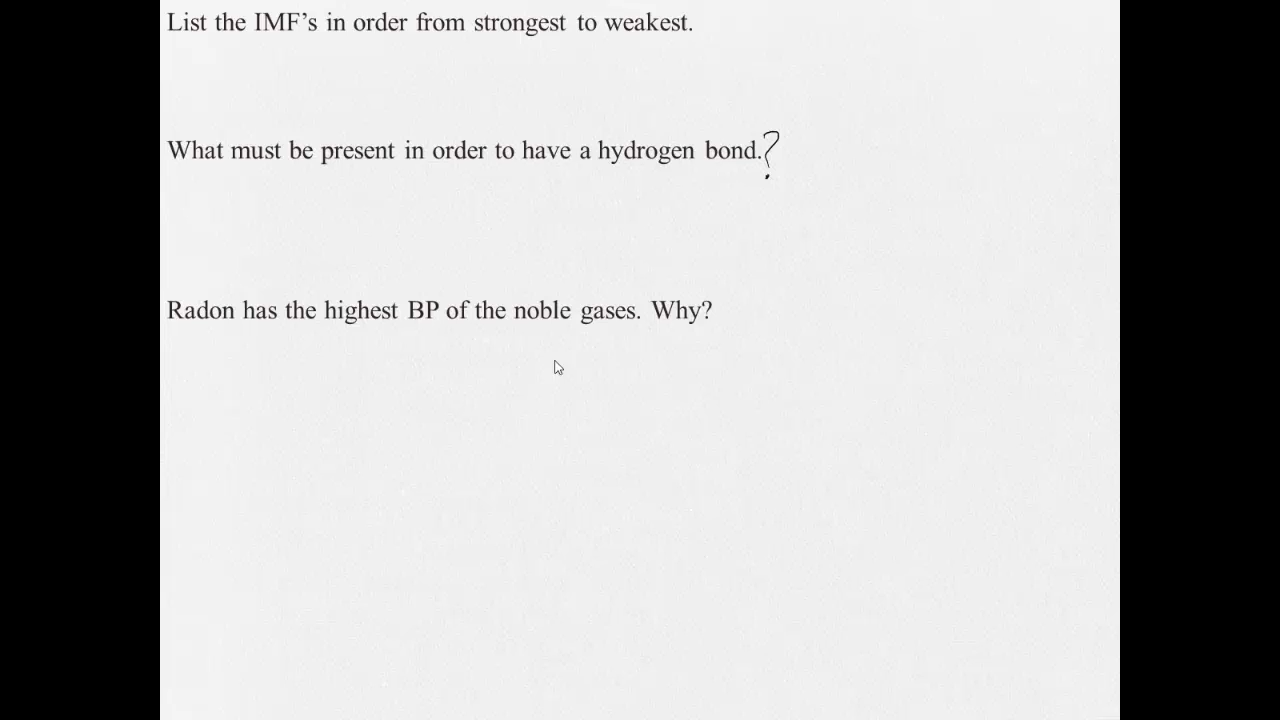 List the IMF’s in order from strongest to weakest.
What must be present in order to have a hydrogen bond.?
Radon has the highest BP of the noble gases. Why?